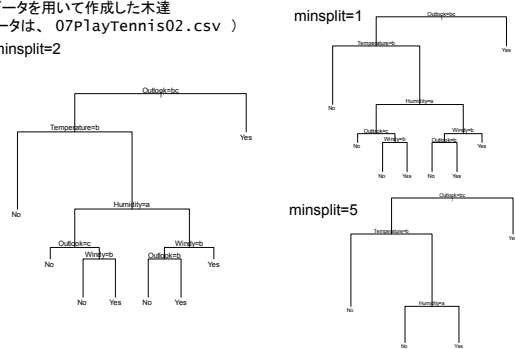 データを用いて作成した木達
データは、 07PlayTennis02.csv )
minsplit=2
Outlook=bc
Temperature=b
Yes
No
Humidity=a
Outlook=c
Windy=b
No
Windy=b
Outlook=b
Yes
No
Yes
No
Yes
minsplit=1
Outlook=bc
Temperature=b
Yes
No
Humidity=a
Outlook=c
Windy=b
No
Windy=b
Outlook=b
Yes
No
Yes
No
Yes
minsplit=5
Outlook=bc
Temperature=b
Yes
No
Humidity=a
No
Yes